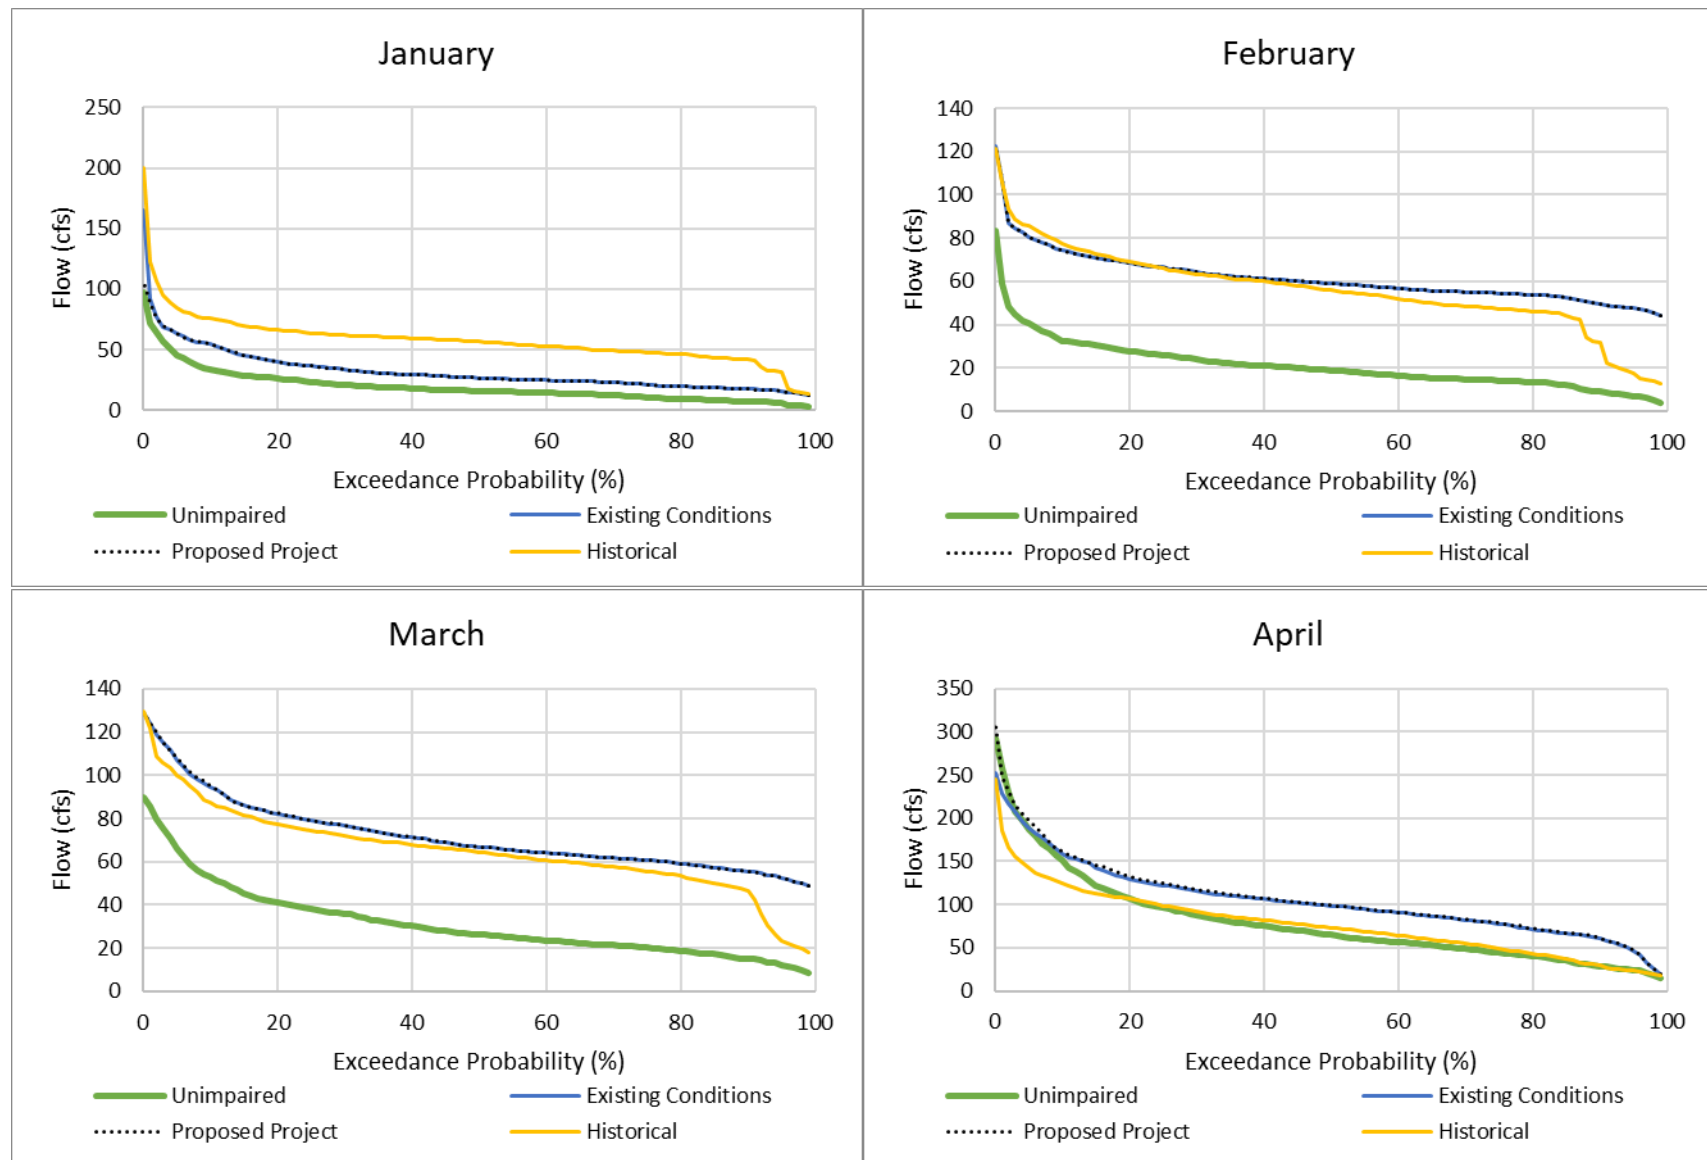 January
250
200
150
100
50
0
Flow (cfs)
0 20 40 60 80 100
Exceedance Probability (%)
Unimpaired Existing Conditions
Proposed Project Historical
February
140
120
100
80
60
40
20
0
Flow (cfs)
0 20 40 60 80 100
Exceedance Probability (%)
Unimpaired Existing Conditions
Proposed Project Historical
March
140
120
100
80
60
40
20
0
Flow (cfs)
0 20 40 60 80 100
Exceedance Probability (%)
Unimpaired Existing Conditions
Proposed Project Historical
April
350
300
250
200
150
100
50
0
Flow (cfs)
0 20 40 60 80 100
Exceedance Probability (%)
Unimpaired Existing Conditions
Proposed Project Historical